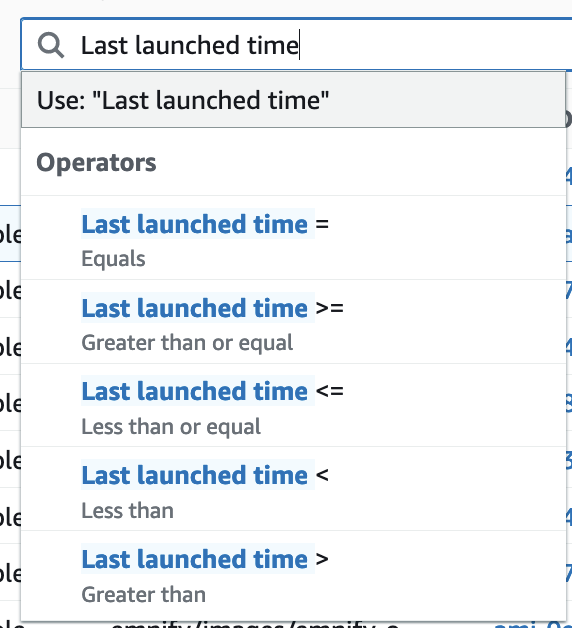 Last launched time
Use: "Last launched time"
Operators
Last launched time =
Equals
Last launched time >=
Greater than or equal
Last launched time <=
Less than or equal
Last launched time <
Less than
Last launched time >
Greater than